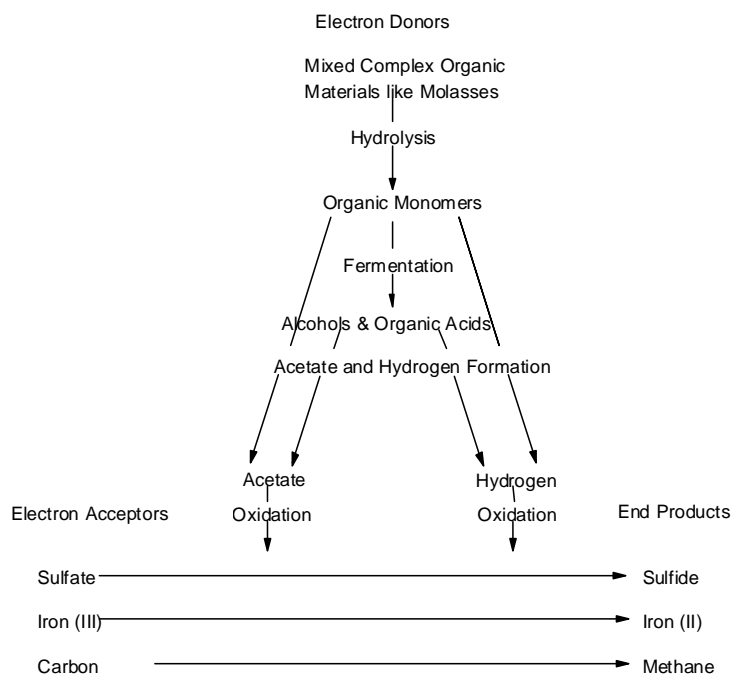 Electron Donors
Mixed Complex Organic
Materials like Molasses
Hydrolysis
Organic Monomers
Fermentation
Alcohols & Organic Acids
Acetate and Hydrogen Formation
Acetate
Hydrogen
Electron Acceptors
Oxidation
Oxidation
End Products
Sulfate
Sulfide
Iron (III)
Iron (II)
Carbon
Methane